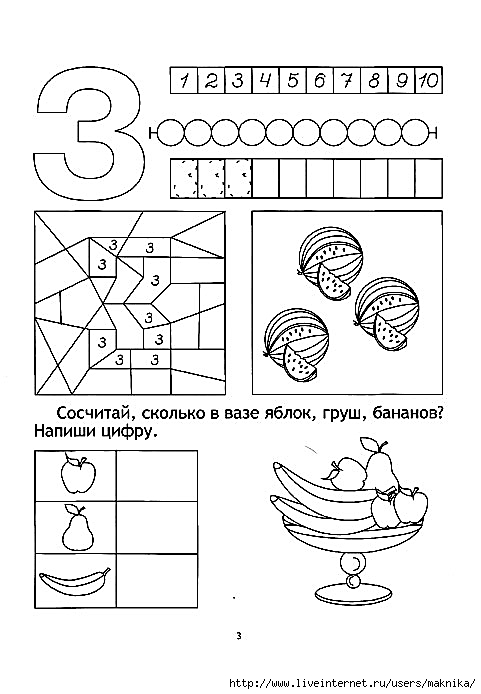 3
1 2 3 4 5 6 7 8 9 10
3 3
3
3
3
3 3
3 3
Сосчитай, сколько в вазе яблок, груш, бананов?
Напиши цифру.
3
http://www.liveinternet.ru/users/maknika/